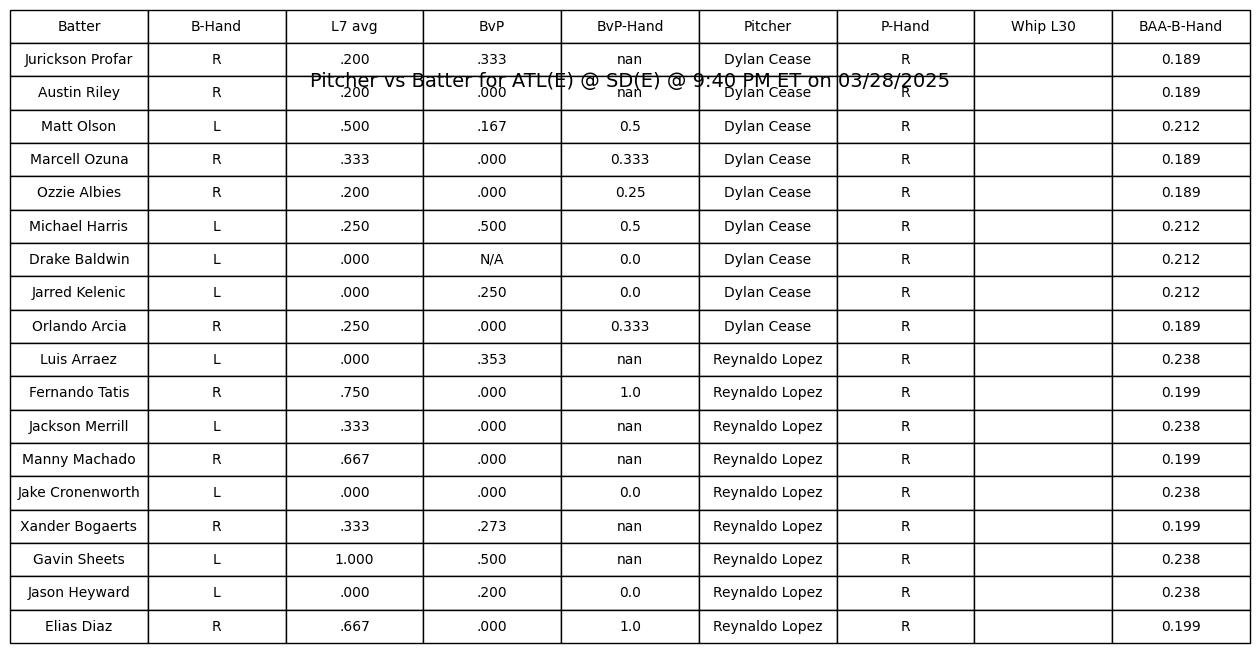 Batter B-Hand L7 avg BvP BvP-Hand Pitcher P-Hand Whip L30 BAA-B-Hand
Jurickson Profar R .200 .333 nan Dylan Cease R 0.189
Pitcher vs Batter for ATL(E) @ SD(E) @ 9:40 PM ET on 03/28/2025
Austin Riley R .200 .000 nan Dylan Cease R 0.189
Matt Olson L .500 .167 0.5 Dylan Cease R 0.212
Marcell Ozuna R .333 .000 0.333 Dylan Cease R 0.189
Ozzie Albies R .200 .000 0.25 Dylan Cease R 0.189
Michael Harris L .250 .500 0.5 Dylan Cease R 0.212
Drake Baldwin L .000 N/A 0.0 Dylan Cease R 0.212
Jarred Kelenic L .000 .250 0.0 Dylan Cease R 0.212
Orlando Arcia R .250 .000 0.333 Dylan Cease R 0.189
Luis Arraez L .000 .353 nan Reynaldo Lopez R 0.238
Fernando Tatis R .750 .000 1.0 Reynaldo Lopez R 0.199
Jackson Merrill L .333 .000 nan Reynaldo Lopez R 0.238
Manny Machado R .667 .000 nan Reynaldo Lopez R 0.199
Jake Cronenworth L .000 .000 0.0 Reynaldo Lopez R 0.238
Xander Bogaerts R .333 .273 nan Reynaldo Lopez R 0.199
Gavin Sheets L 1.000 .500 nan Reynaldo Lopez R 0.238
Jason Heyward L .000 .200 0.0 Reynaldo Lopez R 0.238
Elias Diaz R .667 .000 1.0 Reynaldo Lopez R 0.199